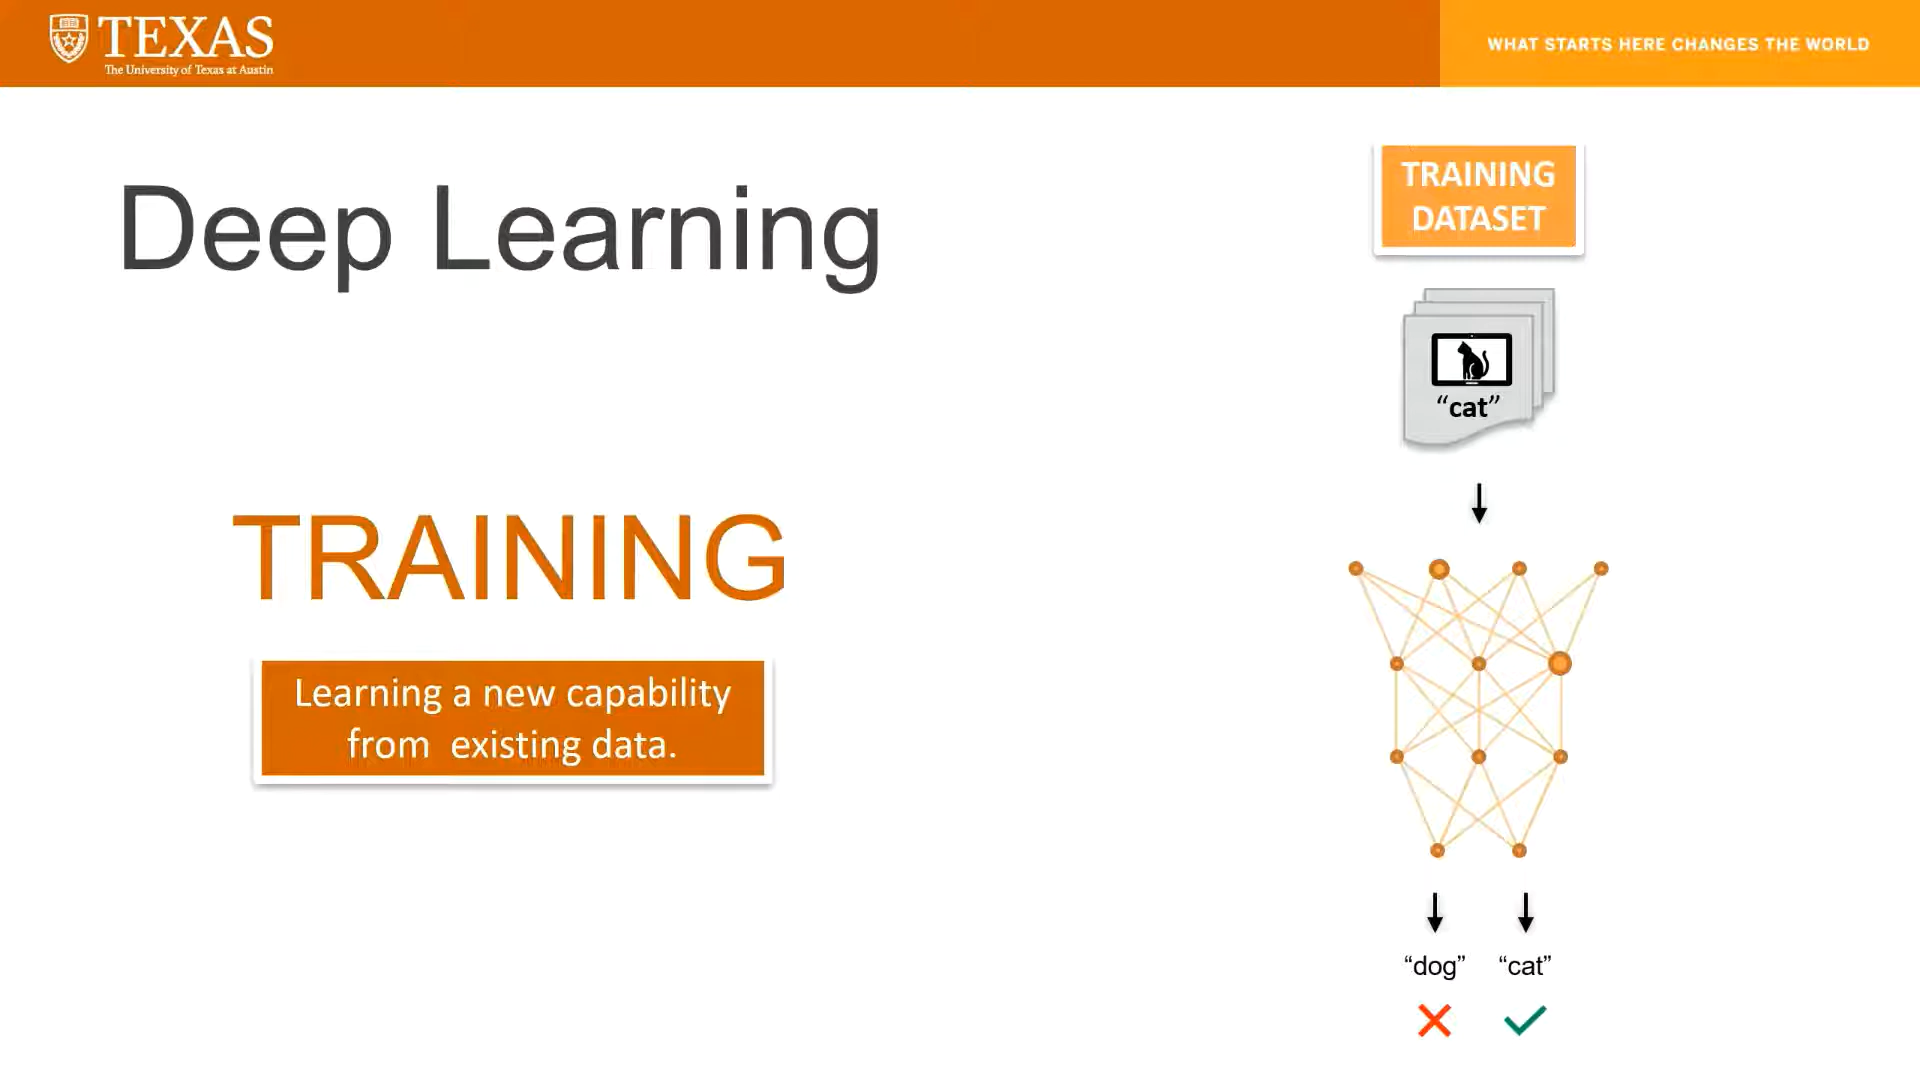 TEXAS
The University of Texas at Austin
WHAT STARTS HERE CHANGES THE WORLD
Deep Learning
TRAINING
Learning a new capability
from existing data.
TRAINING
DATASET
“cat”
“dog” “cat”